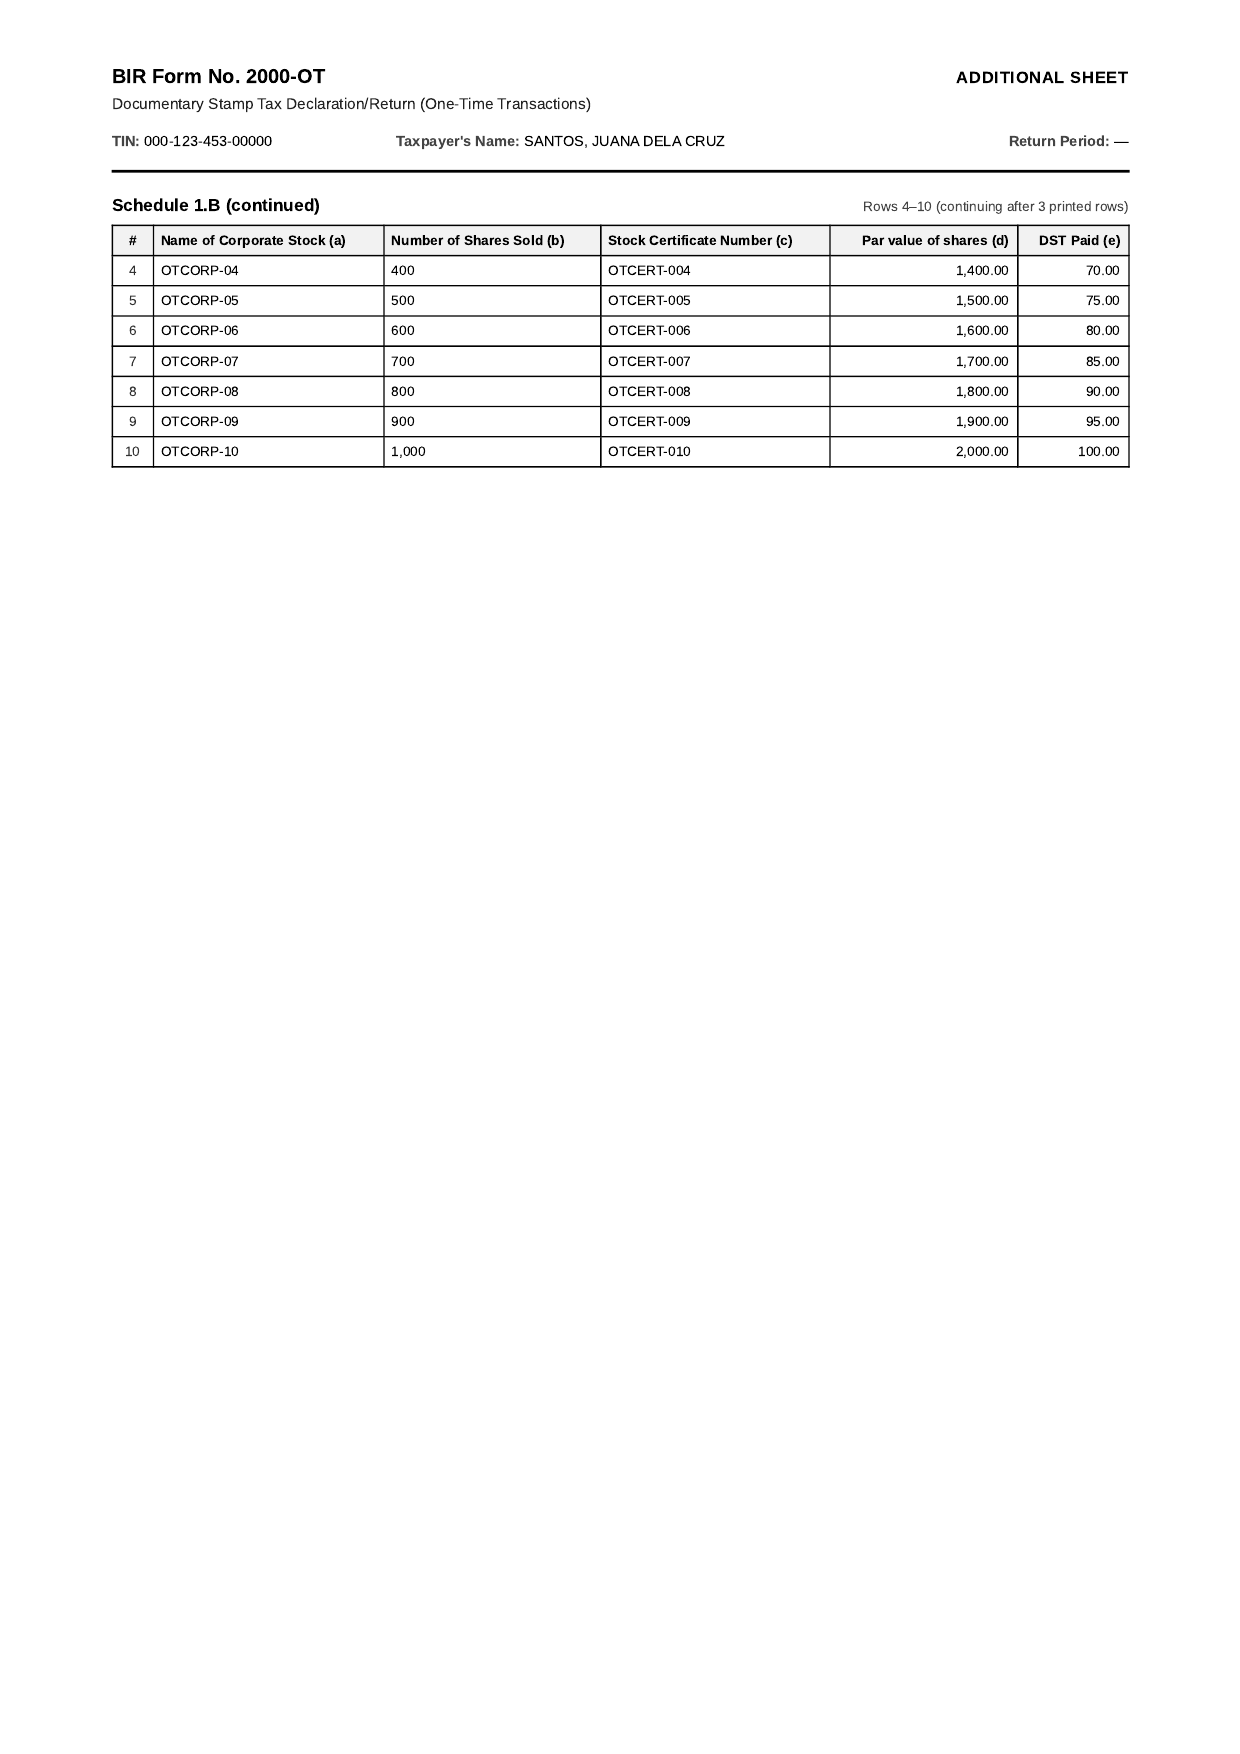 BIR Form No. 2000-OT
ADDITIONAL SHEET
Documentary Stamp Tax Declaration/Return (One-Time Transactions)
TIN: 000-123-453-00000 Taxpayer's Name: SANTOS, JUANA DELA CRUZ Return Period: —
Schedule 1.B (continued) Rows 4–10 (continuing after 3 printed rows)
# Name of Corporate Stock (a) Number of Shares Sold (b) Stock Certificate Number (c) Par value of shares (d) DST Paid (e)
4 OTCORP-04 400 OTCERT-004 1,400.00 70.00
5 OTCORP-05 500 OTCERT-005 1,500.00 75.00
6 OTCORP-06 600 OTCERT-006 1,600.00 80.00
7 OTCORP-07 700 OTCERT-007 1,700.00 85.00
8 OTCORP-08 800 OTCERT-008 1,800.00 90.00
9 OTCORP-09 900 OTCERT-009 1,900.00 95.00
10 OTCORP-10 1,000 OTCERT-010 2,000.00 100.00